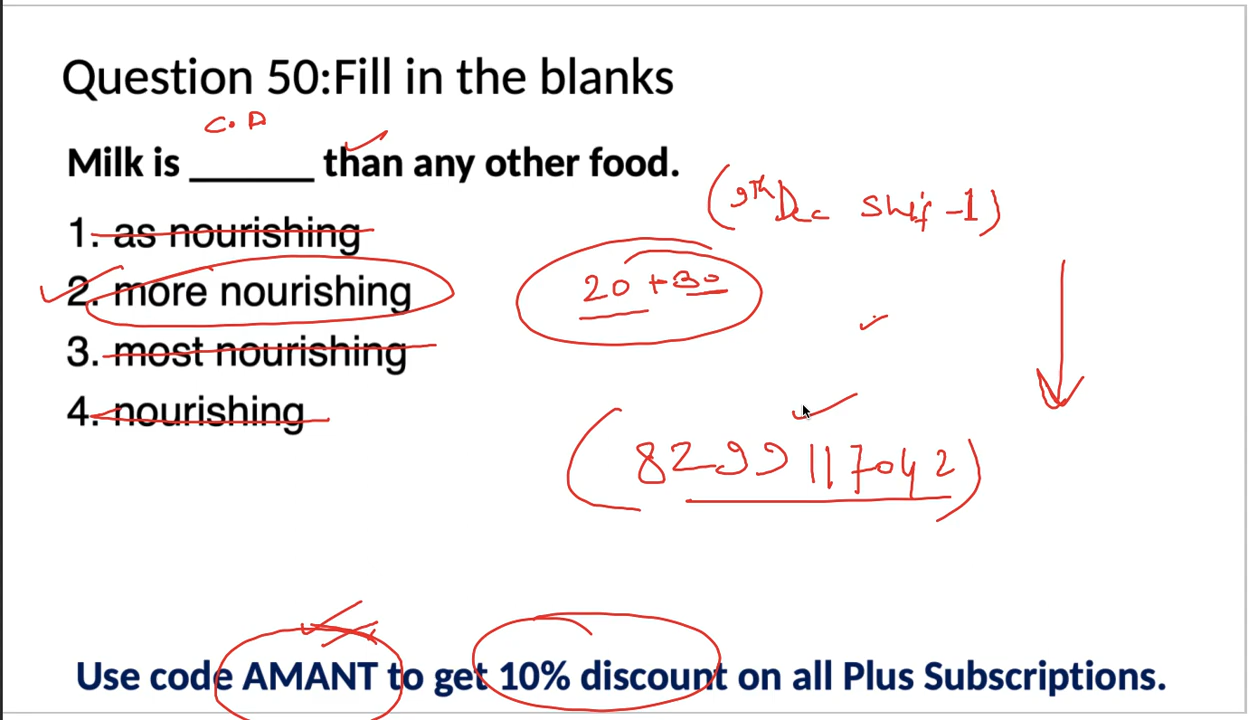 Question 50:Fill in the blanks
C.D
Milk is ______ than any other food.
(9th Dec Shif-1)
1. as nourishing
20+30
2. more nourishing
3. most nourishing
4. nourishing
(8299117042)
Use code AMANT to get 10% discount on all Plus Subscriptions.